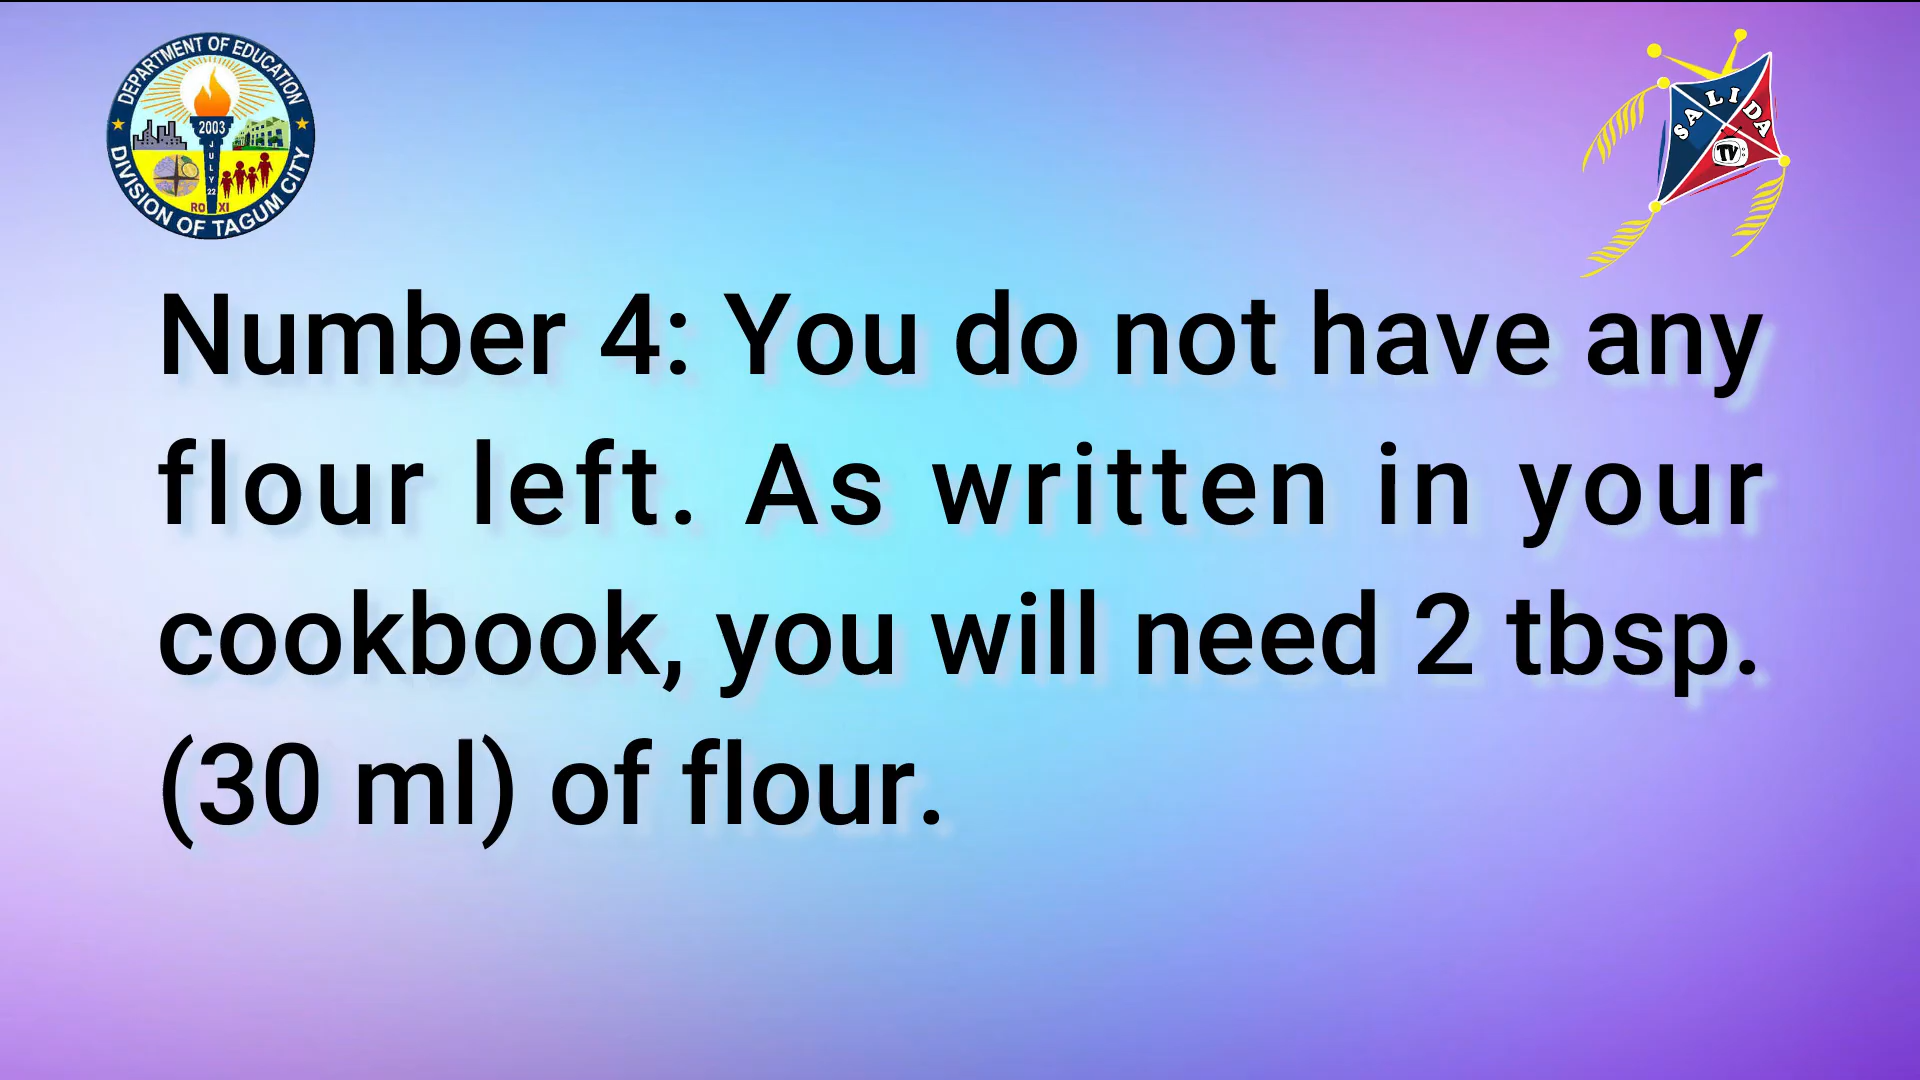 DEPARTMENT OF EDUCATION
2003
JULY
22
RO XI
DIVISION OF TAGUM CITY
SALIDA
TV
Number 4: You do not have any
flour left. As written in your
cookbook, you will need 2 tbsp.
(30 ml) of flour.